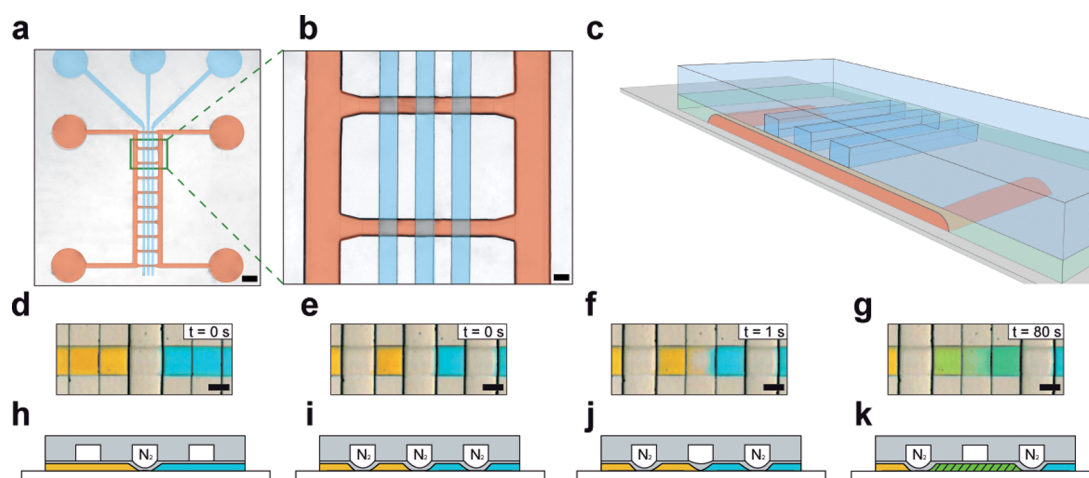 a
b
c
d
e
f
g
t = 0 s
t = 0 s
t = 1 s
t = 80 s
h
i
j
k
N₂
N₂ N₂ N₂
N₂ N₂
N₂ N₂